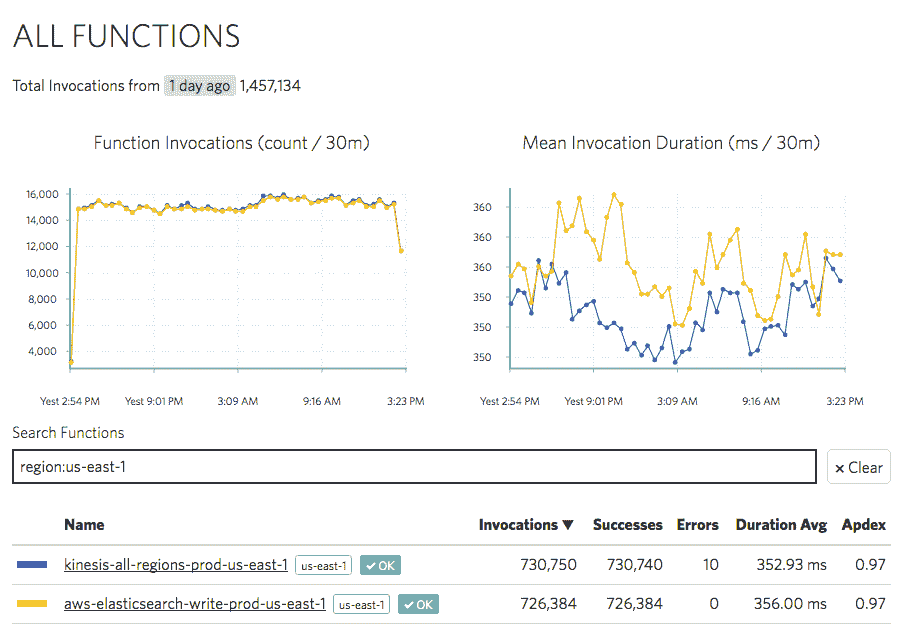 ALL FUNCTIONS
Total Invocations from 1 day ago 1,457,134
Function Invocations (count / 30m)
16,000
14,000
12,000
10,000
8,000
6,000
4,000
Yest 2:54 PM Yest 9:01 PM 3:09 AM 9:16 AM 3:23 PM
Mean Invocation Duration (ms / 30m)
360
360
360
350
350
350
Yest 2:54 PM Yest 9:01 PM 3:09 AM 9:16 AM 3:23 PM
Search Functions
region:us-east-1 × Clear
Name Invocations ▼ Successes Errors Duration Avg Apdex
kinesis-all-regions-prod-us-east-1 us-east-1 ✓ OK 730,750 730,740 10 352.93 ms 0.97
aws-elasticsearch-write-prod-us-east-1 us-east-1 ✓ OK 726,384 726,384 0 356.00 ms 0.97